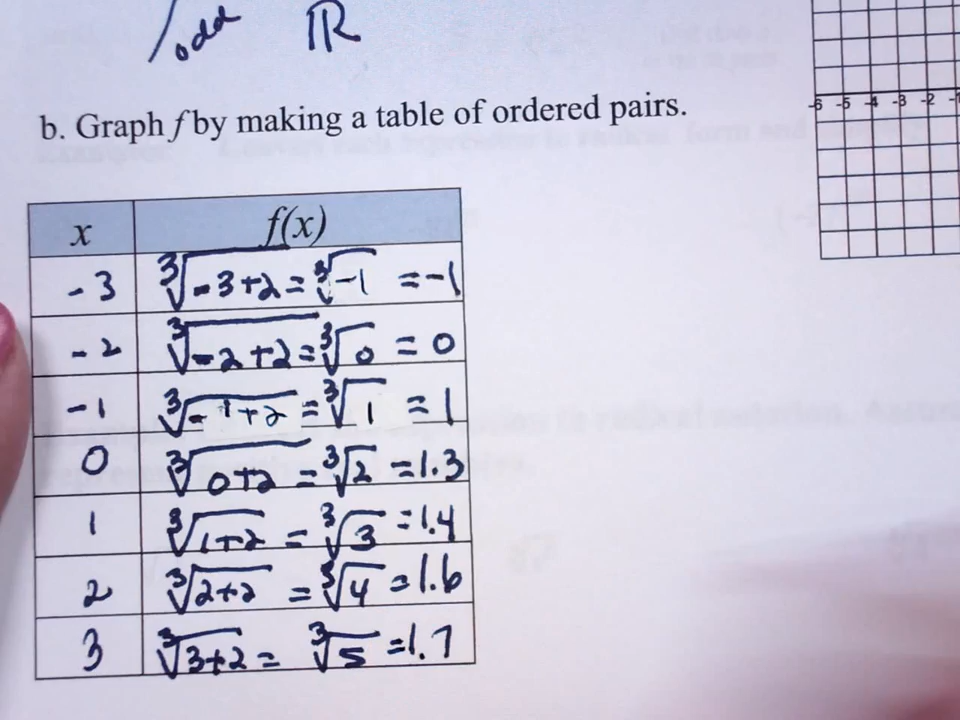 /odd ℝ
b. Graph f by making a table of ordered pairs.
-6 -5 -4 -3 -2 -1
x f(x)
-3 ∛-3+2 = ∛-1 = -1
-2 ∛-2+2 = ∛0 = 0
-1 ∛-1+2 = ∛1 = 1
0 ∛0+2 = ∛2 = 1.3
1 ∛1+2 = ∛3 = 1.4
2 ∛2+2 = ∛4 = 1.6
3 ∛3+2 = ∛5 = 1.7